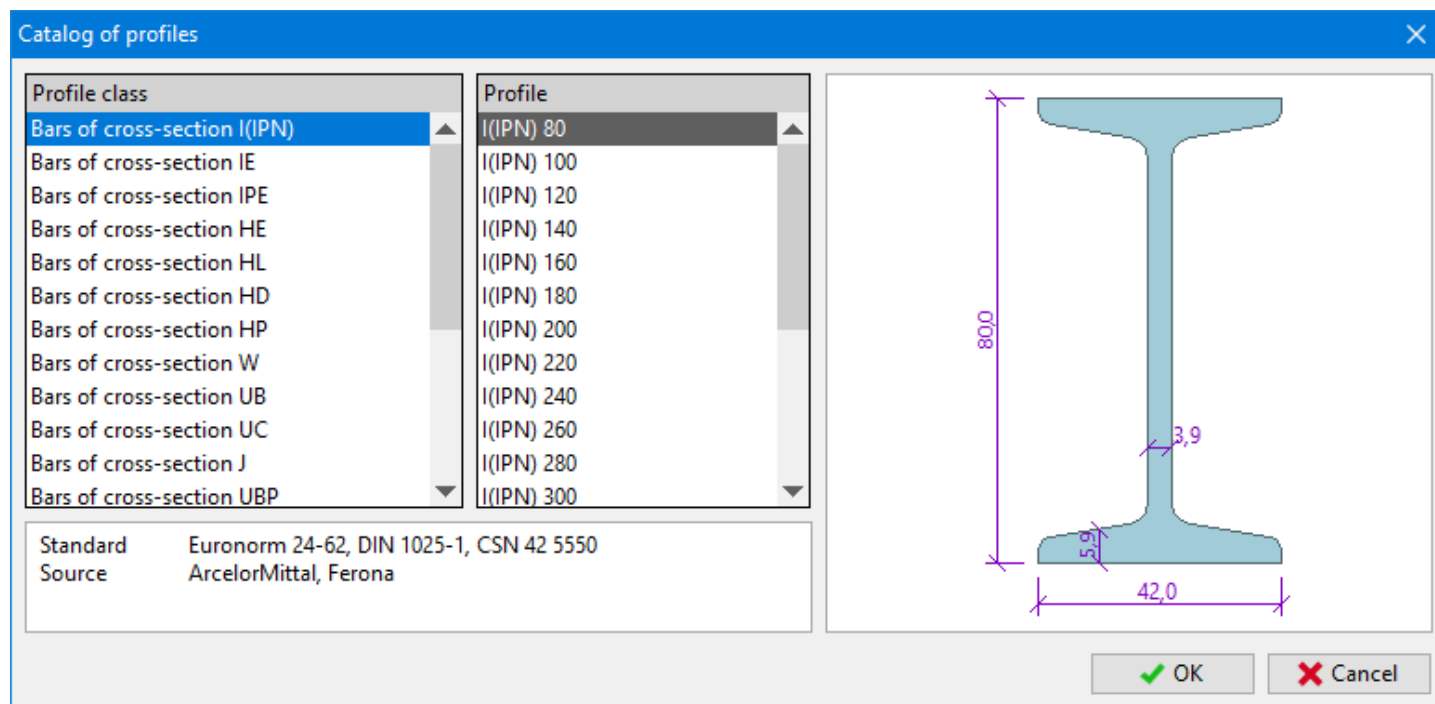 Catalog of profiles
Profile class
Bars of cross-section I(IPN)
Bars of cross-section IE
Bars of cross-section IPE
Bars of cross-section HE
Bars of cross-section HL
Bars of cross-section HD
Bars of cross-section HP
Bars of cross-section W
Bars of cross-section UB
Bars of cross-section UC
Bars of cross-section J
Bars of cross-section UBP
Profile
I(IPN) 80
I(IPN) 100
I(IPN) 120
I(IPN) 140
I(IPN) 160
I(IPN) 180
I(IPN) 200
I(IPN) 220
I(IPN) 240
I(IPN) 260
I(IPN) 280
I(IPN) 300
Standard Euronorm 24-62, DIN 1025-1, CSN 42 5550
Source ArcelorMittal, Ferona
80,0
3,9
5,9
42,0
OK
Cancel